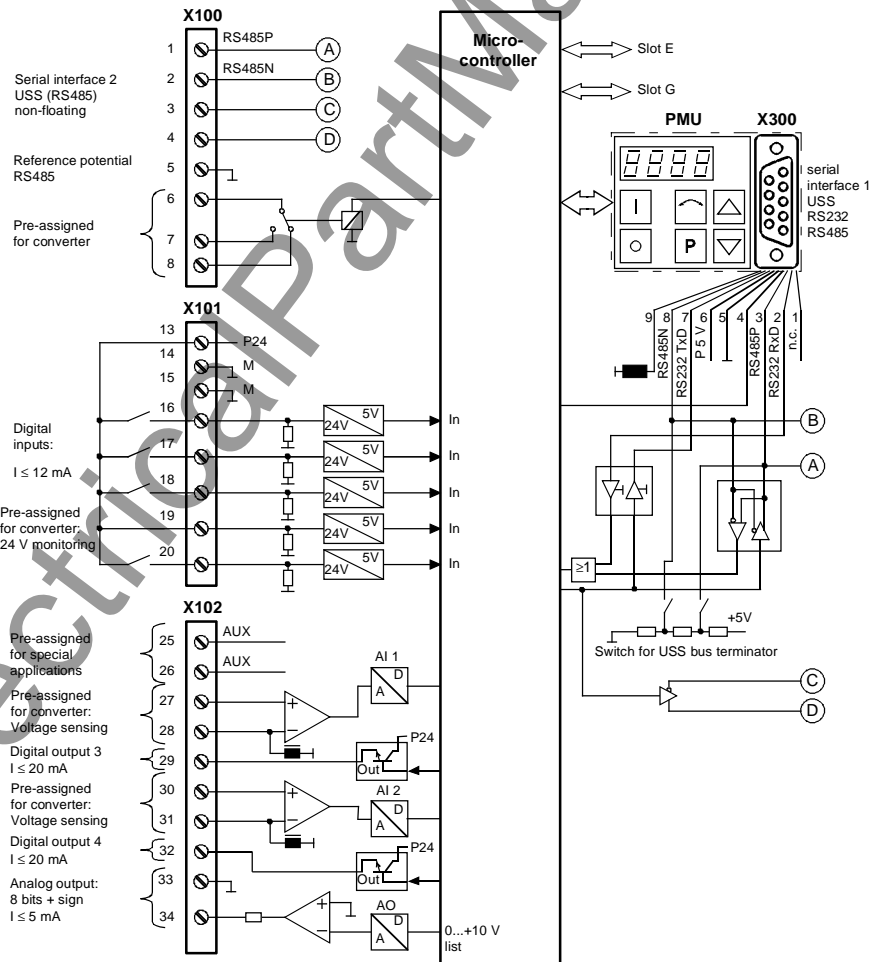 X100
1
RS485P
A
2
RS485N
B
3
C
4
D
5
6
7
8
Serial interface 2
USS (RS485)
non-floating
Reference potential
RS485
Pre-assigned
for converter
Micro-
controller
Slot E
Slot G
PMU
X300
8888
I
P
serial
interface 1
USS
RS232
RS485
9
8
7
6
5
4
3
2
1
RS485N
RS232 TxD
P 5 V
RS485P
RS232 RxD
n.c.
B
A
≥1
+5V
Switch for USS bus terminator
C
D
X101
13
P24
14
M
15
M
16
17
18
19
20
Digital
inputs:
I ≤ 12 mA
Pre-assigned
for converter:
24 V monitoring
5V
24V
In
5V
24V
In
5V
24V
In
5V
24V
In
5V
24V
In
X102
25
AUX
26
AUX
27
28
29
30
31
32
33
34
Pre-assigned
for special
applications
Pre-assigned
for converter:
Voltage sensing
Digital output 3
I ≤ 20 mA
Pre-assigned
for converter:
Voltage sensing
Digital output 4
I ≤ 20 mA
Analog output:
8 bits + sign
I ≤ 5 mA
AI 1
D
A
P24
Out
AI 2
D
A
P24
Out
AO
D
A
0...+10 V
list
ElectricalPartMa